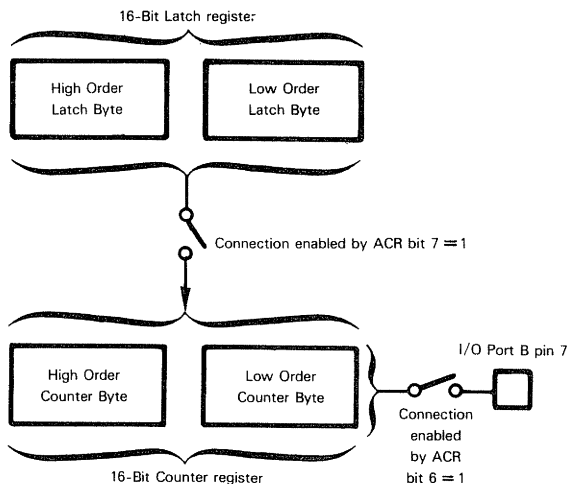 16-Bit Latch register
High Order
Latch Byte
Low Order
Latch Byte
Connection enabled by ACR bit 7 = 1
High Order
Counter Byte
Low Order
Counter Byte
I/O Port B pin 7
Connection
enabled
by ACR
bit 6 = 1
16-Bit Counter register